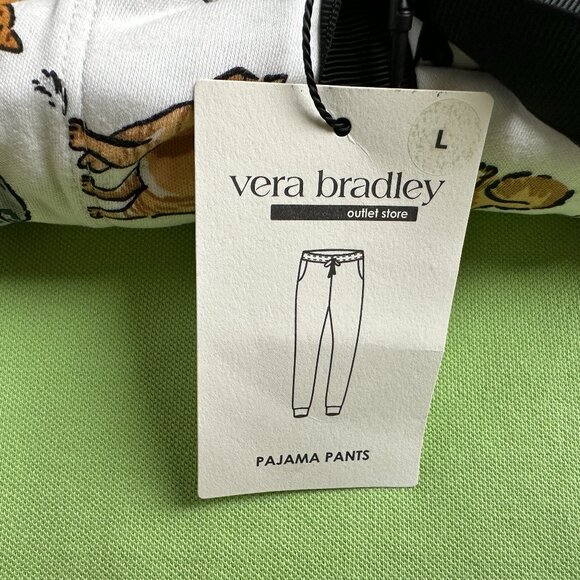 L
vera bradley
outlet store
PAJAMA PANTS